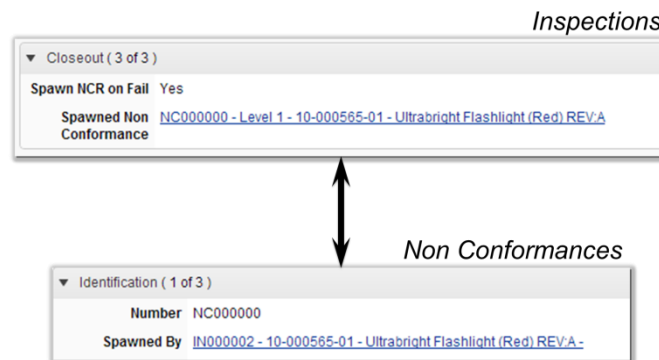 Inspections
Closeout ( 3 of 3 )
Spawn NCR on Fail Yes
Spawned Non Conformance NC000000 - Level 1 - 10-000565-01 - Ultrabright Flashlight (Red) REV:A
Non Conformances
Identification ( 1 of 3 )
Number NC000000
Spawned By IN000002 - 10-000565-01 - Ultrabright Flashlight (Red) REV:A -